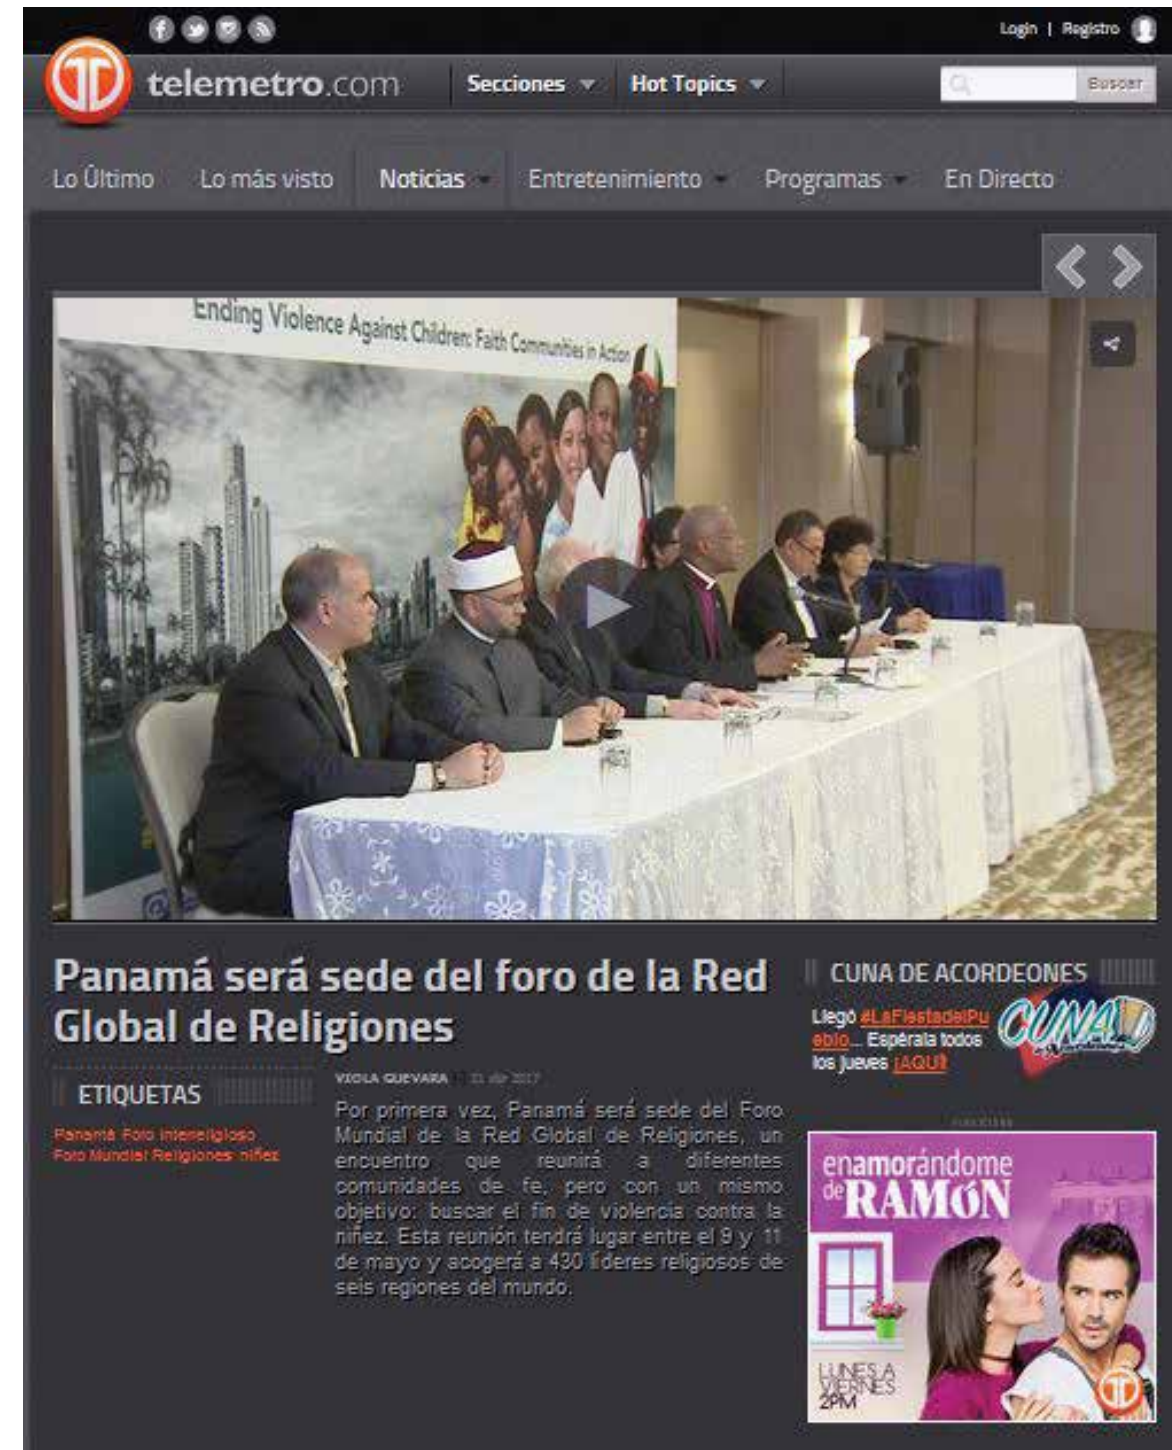 Login | Registro
telemetro.com
Secciones
Hot Topics
Buscar
Lo Último
Lo más visto
Noticias
Entretenimiento
Programas
En Directo
Ending Violence Against Children: Faith Communities in Action
Panamá será sede del foro de la Red
Global de Religiones
ETIQUETAS
Panamá Foro Interreligioso
Foro Mundial Religiones niñez
VIOLA GUEVARA
2017
Por primera vez, Panamá será sede del Foro
Mundial de la Red Global de Religiones, un
encuentro que reunirá a diferentes
comunidades de fe, pero con un mismo
objetivo: buscar el fin de violencia contra la
niñez. Esta reunión tendrá lugar entre el 9 y 11
de mayo y acogerá a 430 líderes religiosos de
seis regiones del mundo.
CUNA DE ACORDEONES
Llegó #LaFiestadelPu
eblo... Espérala todos
los jueves ¡AQUÍ!
CUNA
PUBLICIDAD
enamorándome
de RAMÓN
LUNES A
VIERNES
2PM